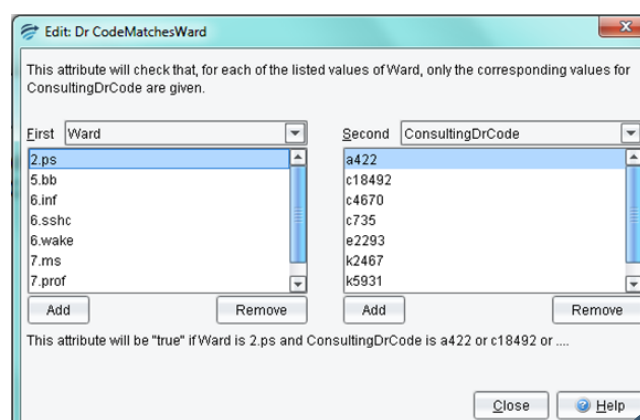 Edit: Dr CodeMatchesWard
This attribute will check that, for each of the listed values of Ward, only the corresponding values for
ConsultingDrCode are given.
First Ward Second ConsultingDrCode
2.ps a422
5.bb c18492
6.inf c4670
6.sshc c735
6.wake e2293
7.ms k2467
7.prof k5931
Add Remove Add Remove
This attribute will be "true" if Ward is 2.ps and ConsultingDrCode is a422 or c18492 or ....
Close Help